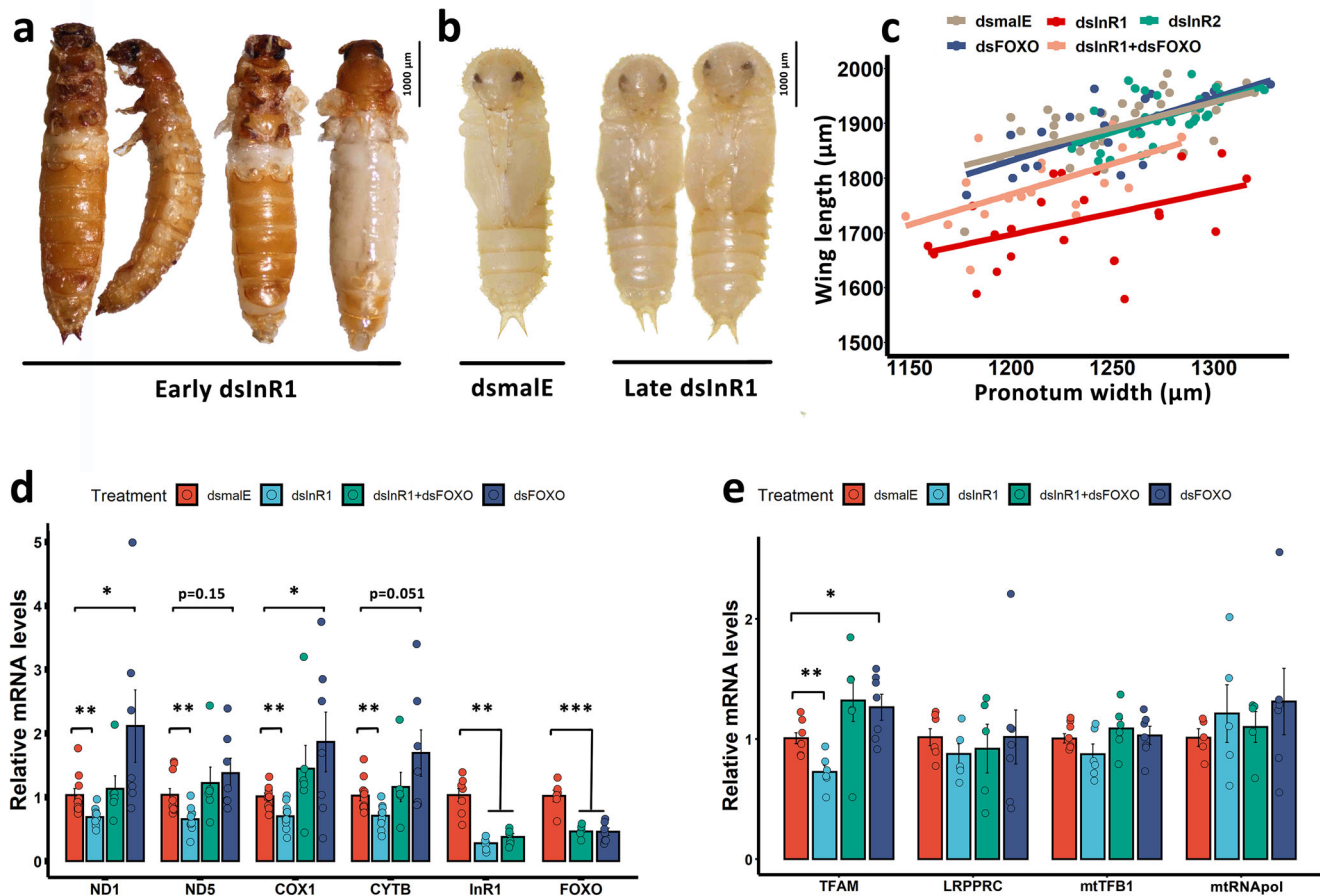 a
1000 µm
Early dsInR1
b
1000 µm
dsmalE
Late dsInR1
c
dsmalE dsInR1 dsInR2
dsFOXO dsInR1+dsFOXO
Wing length (µm)
2000
1900
1800
1700
1600
1500
1150 1200 1250 1300
Pronotum width (µm)
d
Treatment dsmalE dsInR1 dsInR1+dsFOXO dsFOXO
Relative mRNA levels
5
4
3
2
1
0
* p=0.15 * p=0.051
** ** ** ** ** ***
ND1 ND5 COX1 CYTB InR1 FOXO
e
Treatment dsmalE dsInR1 dsInR1+dsFOXO dsFOXO
Relative mRNA levels
2
1
0
*
**
TFAM LRPPRC mtTFB1 mtRNApol